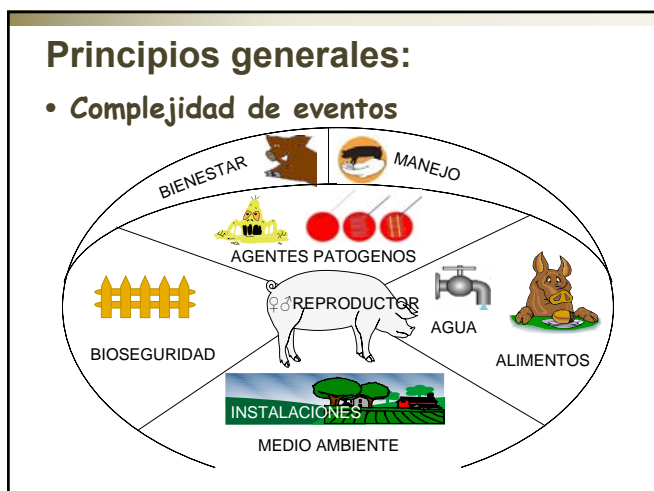 Principios generales:
• Complejidad de eventos
BIENESTAR
MANEJO
AGENTES PATOGENOS
♀♂REPRODUCTOR
AGUA
BIOSEGURIDAD
ALIMENTOS
INSTALACIONES
MEDIO AMBIENTE